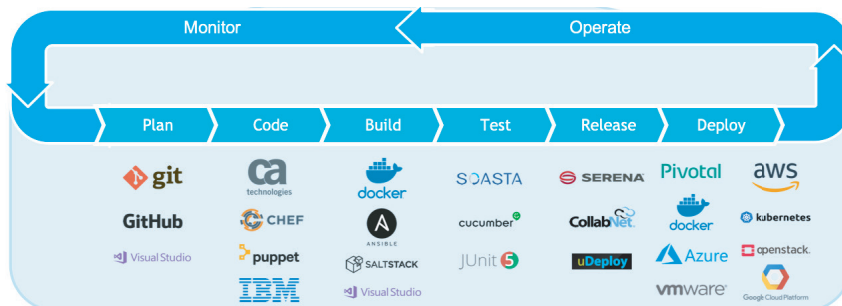 Monitor
Operate
Plan
Code
Build
Test
Release
Deploy
git
GitHub
Visual Studio
ca
technologies
CHEF
puppet
IBM
docker
ANSIBLE
SALTSTACK
Visual Studio
SOASTA
cucumber
JUnit 5
SERENA
CollabNet
uDeploy
Pivotal
docker
Azure
vmware
aws
kubernetes
openstack.
Google Cloud Platform